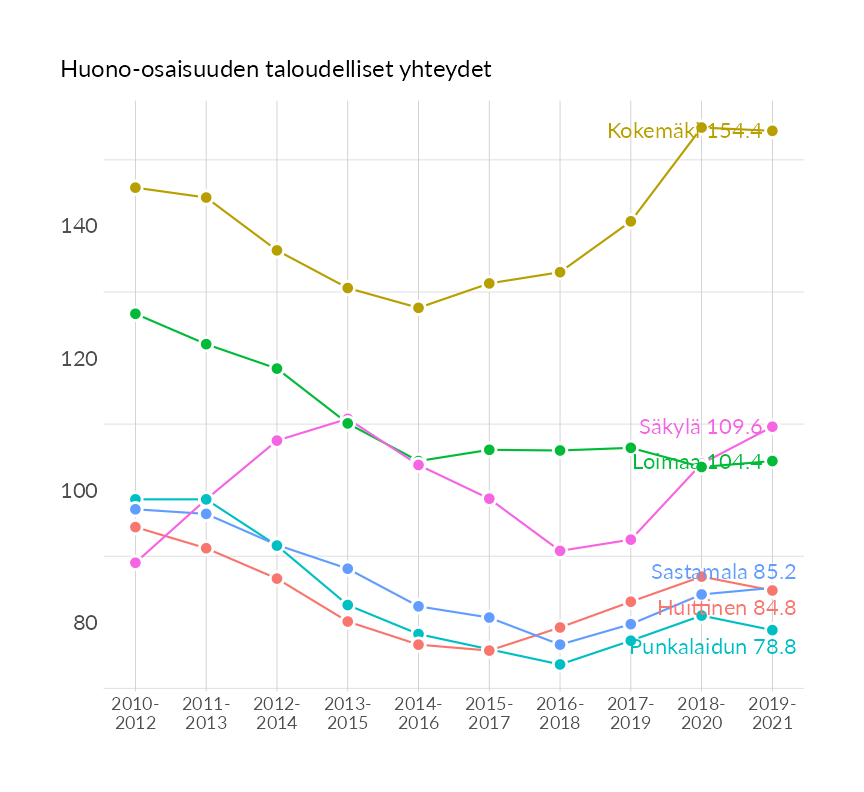 Huono-osaisuuden taloudelliset yhteydet
Kokemäki 154.4
140
120
Säkylä 109.6
Loimaa 104.4
100
Sastamala 85.2
Huittinen 84.8
80
Punkalaidun 78.8
2010- 2011- 2012- 2013- 2014- 2015- 2016- 2017- 2018- 2019-
2012 2013 2014 2015 2016 2017 2018 2019 2020 2021